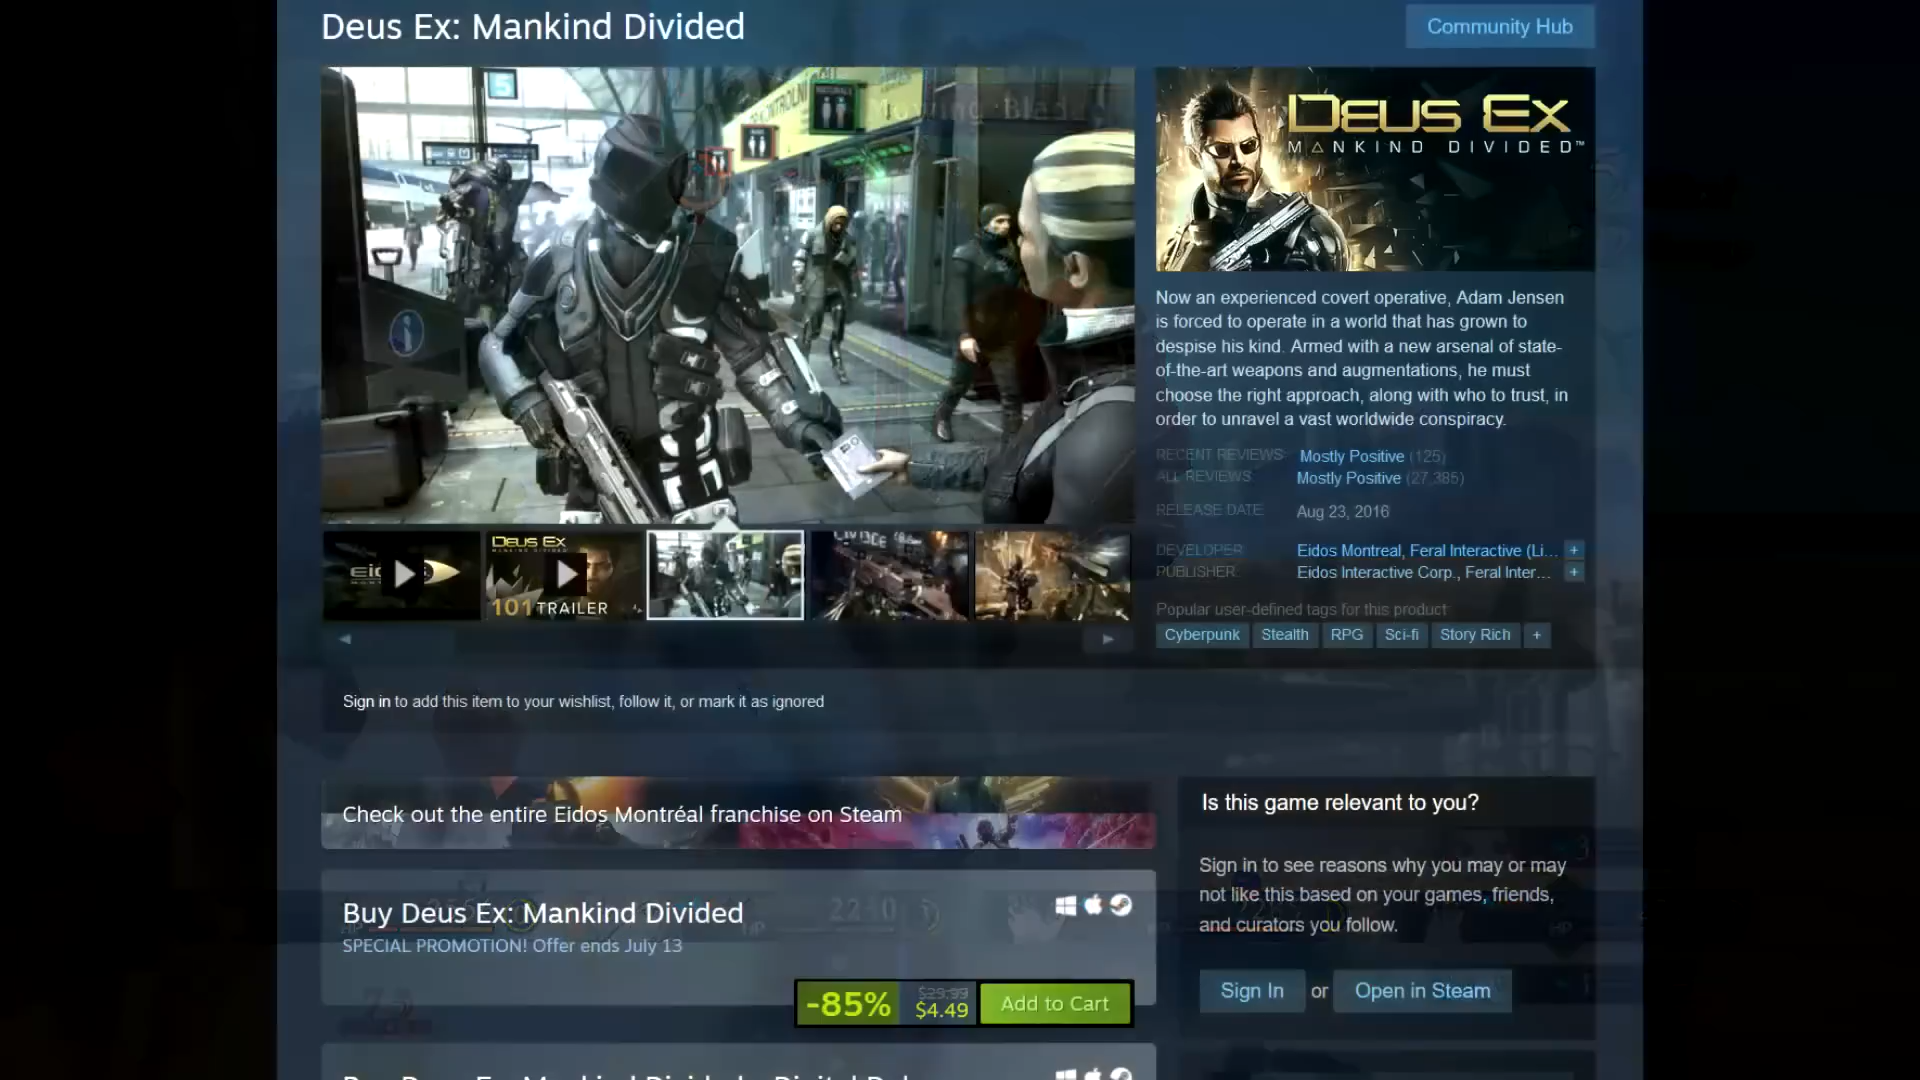 Deus Ex: Mankind Divided
Community Hub
DEUS EX
MANKIND DIVIDED™
Now an experienced covert operative, Adam Jensen
is forced to operate in a world that has grown to
despise his kind. Armed with a new arsenal of state-
of-the-art weapons and augmentations, he must
choose the right approach, along with who to trust, in
order to unravel a vast worldwide conspiracy.
RECENT REVIEWS: Mostly Positive (125)
ALL REVIEWS: Mostly Positive (27,385)
RELEASE DATE: Aug 23, 2016
DEVELOPER: Eidos Montreal, Feral Interactive (Li... +
PUBLISHER: Eidos Interactive Corp., Feral Inter... +
Popular user-defined tags for this product:
Cyberpunk Stealth RPG Sci-fi Story Rich +
DEUS EX
MANKIND DIVIDED
101 TRAILER
Sign in to add this item to your wishlist, follow it, or mark it as ignored
Check out the entire Eidos Montréal franchise on Steam
Is this game relevant to you?
Sign in to see reasons why you may or may
not like this based on your games, friends,
and curators you follow.
Sign In or Open in Steam
Buy Deus Ex: Mankind Divided
SPECIAL PROMOTION! Offer ends July 13
-85% $29.99 $4.49 Add to Cart